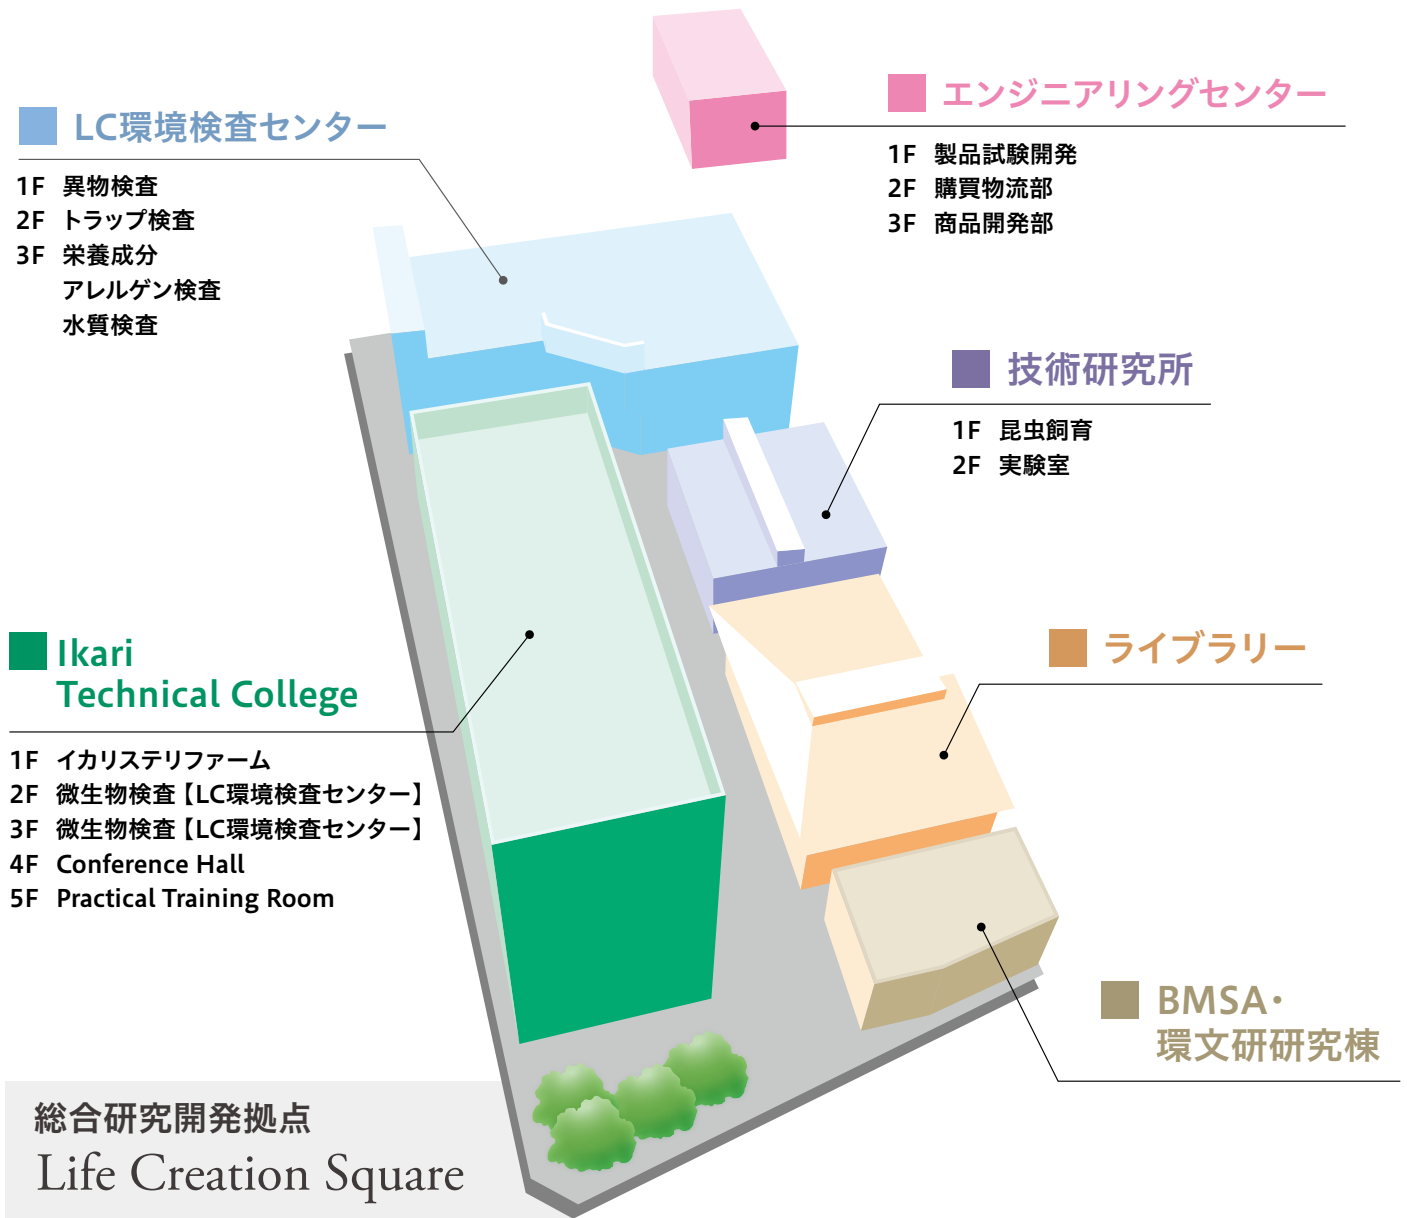 エンジニアリングセンター
1F 製品試験開発
2F 購買物流部
3F 商品開発部
LC環境検査センター
1F 異物検査
2F トラップ検査
3F 栄養成分
アレルゲン検査
水質検査
技術研究所
1F 昆虫飼育
2F 実験室
Ikari
Technical College
1F イカリステリファーム
2F 微生物検査【LC環境検査センター】
3F 微生物検査【LC環境検査センター】
4F Conference Hall
5F Practical Training Room
ライブラリー
BMSA・
環文研研究棟
総合研究開発拠点
Life Creation Square